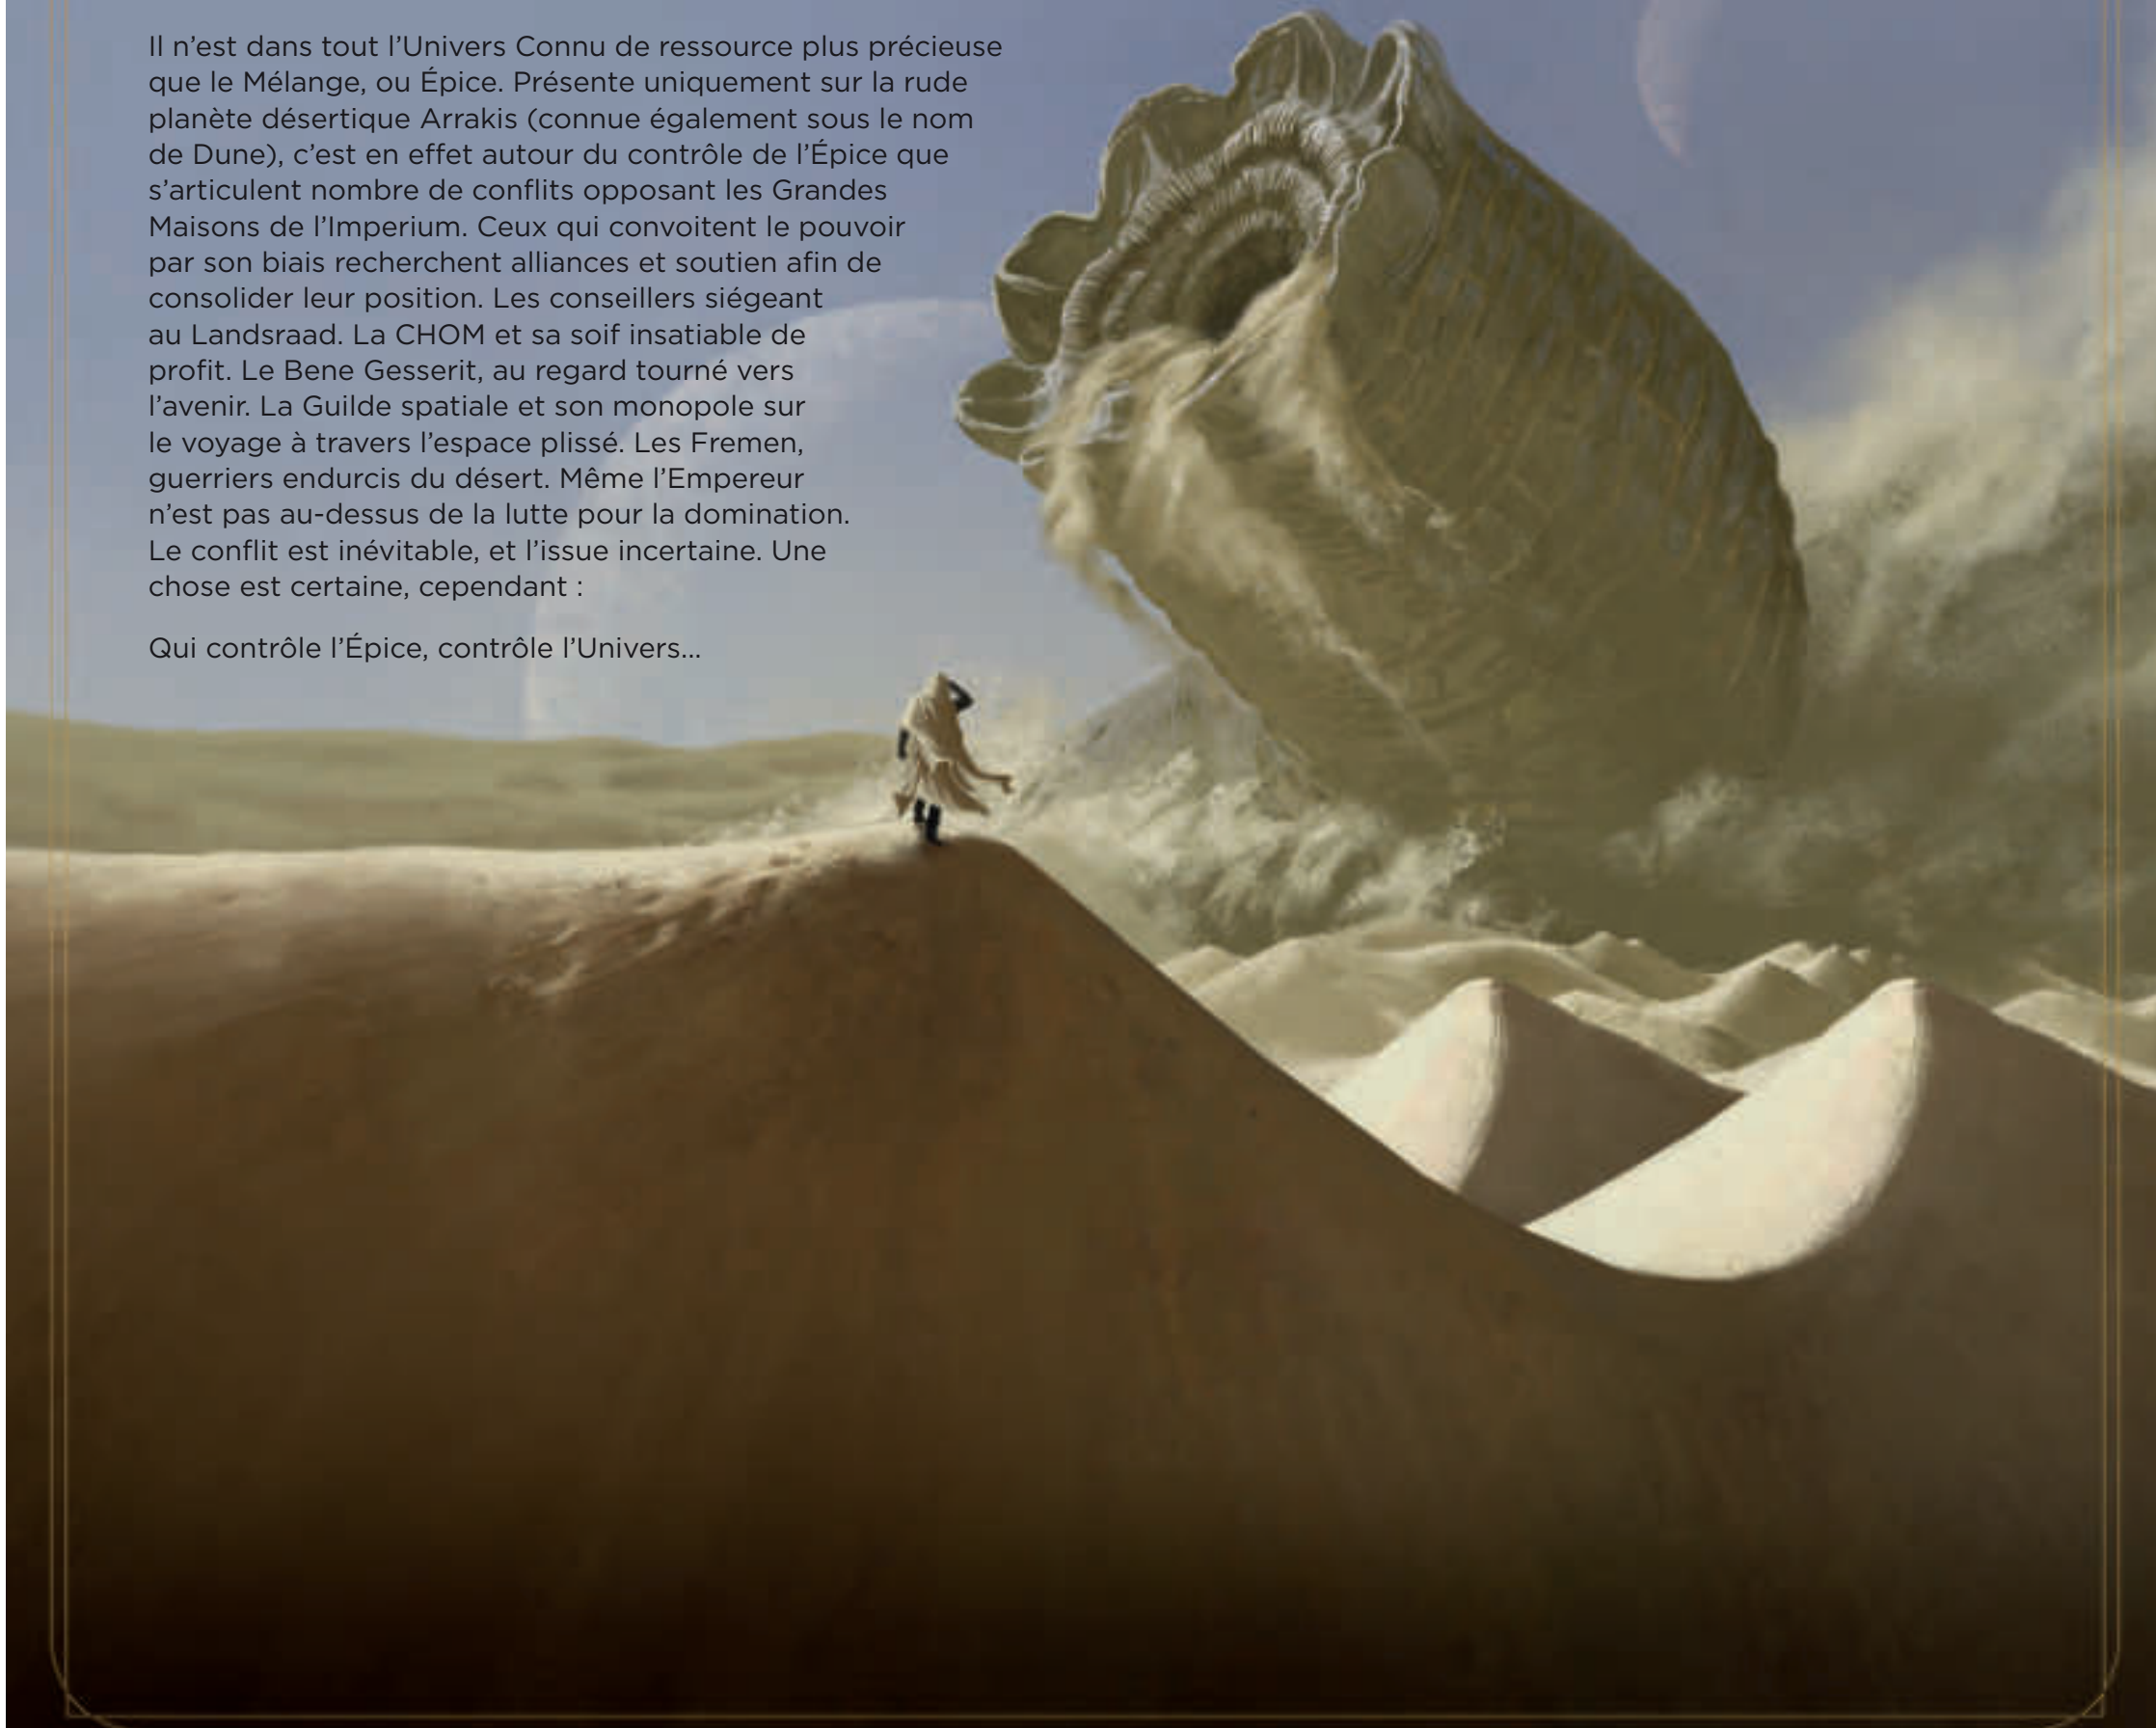 Il n’est dans tout l’Univers Connu de ressource plus précieuse
que le Mélange, ou Épice. Présente uniquement sur la rude
planète désertique Arrakis (connue également sous le nom
de Dune), c’est en effet autour du contrôle de l’Épice que
s’articulent nombre de conflits opposant les Grandes
Maisons de l’Imperium. Ceux qui convoitent le pouvoir
par son biais recherchent alliances et soutien afin de
consolider leur position. Les conseillers siégeant
au Landsraad. La CHOM et sa soif insatiable de
profit. Le Bene Gesserit, au regard tourné vers
l’avenir. La Guilde spatiale et son monopole sur
le voyage à travers l’espace plissé. Les Fremen,
guerriers endurcis du désert. Même l’Empereur
n’est pas au-dessus de la lutte pour la domination.
Le conflit est inévitable, et l’issue incertaine. Une
chose est certaine, cependant :
Qui contrôle l’Épice, contrôle l’Univers...